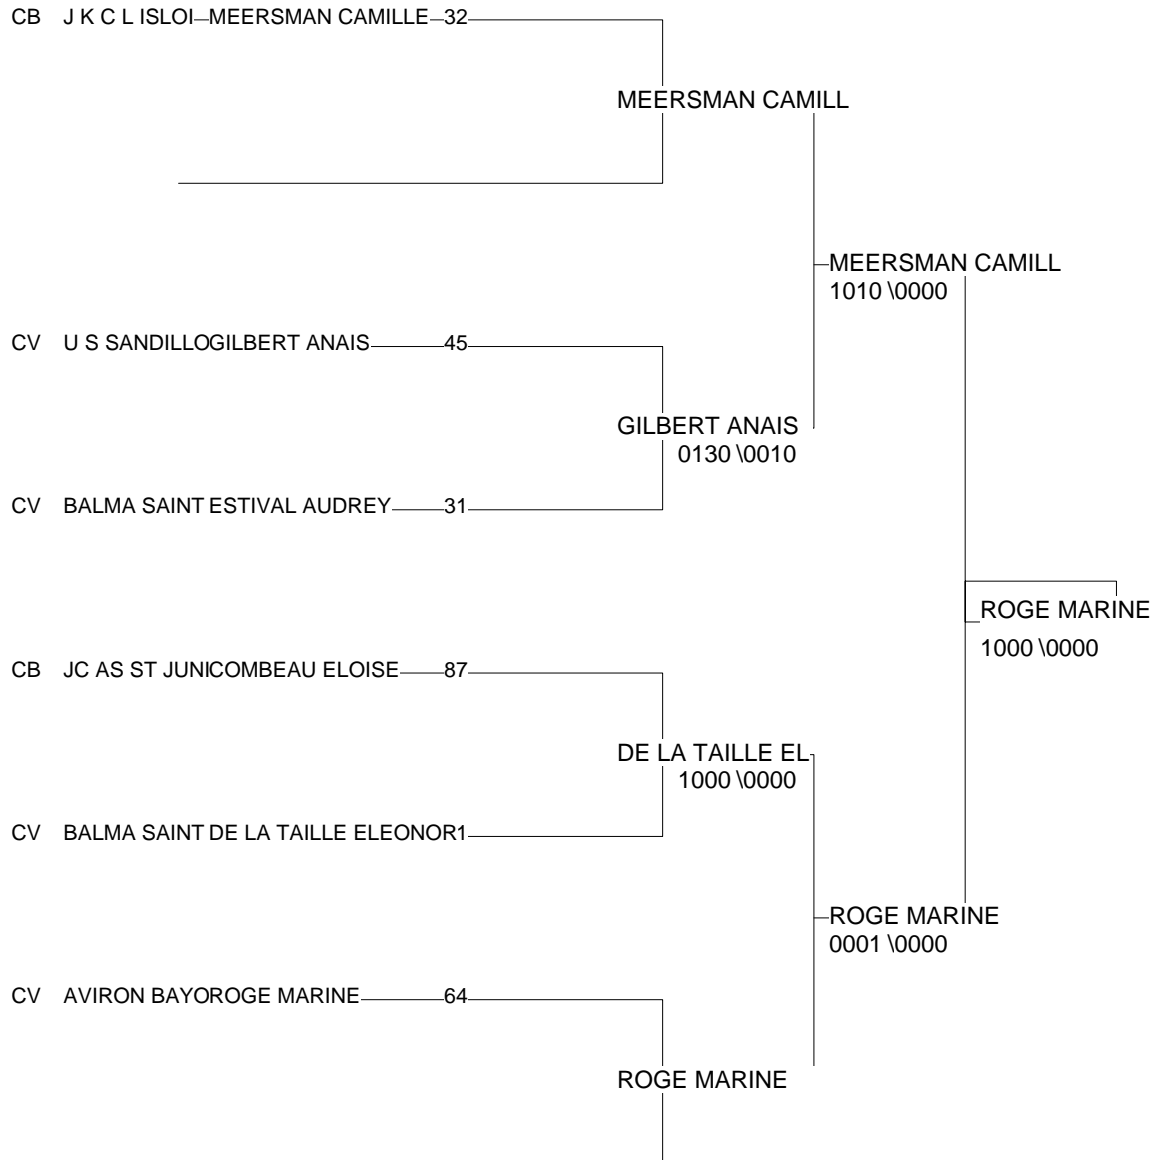 CB J K C L ISLOI MEERSMAN CAMILLE 32
MEERSMAN CAMILL
MEERSMAN CAMILL
1010 \0000
CV U S SANDILLOGILBERT ANAIS 45
GILBERT ANAIS
0130 \0010
CV BALMA SAINT ESTIVAL AUDREY 31
ROGE MARINE
1000 \0000
CB JC AS ST JUNICOMBEAU ELOISE 87
DE LA TAILLE EL
1000 \0000
CV BALMA SAINT DE LA TAILLE ELEONOR1
ROGE MARINE
0001 \0000
CV AVIRON BAYOROGE MARINE 64
ROGE MARINE